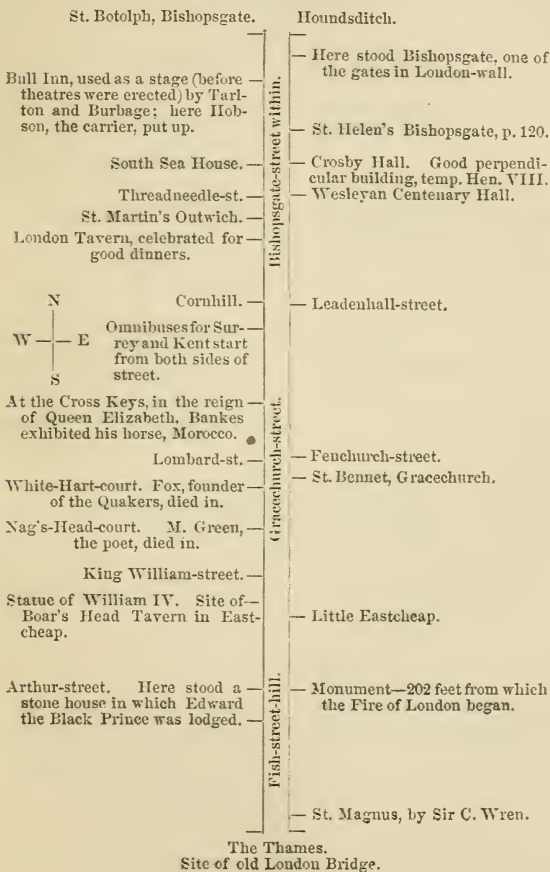 St. Botolph, Bishopsgate.
Houndsditch.
Here stood Bishopsgate, one of
the gates in London-wall.
Bull Inn, used as a stage (before
theatres were erected) by Tarl-
ton and Burbage; here Hob-
son, the carrier, put up.
St. Helen's Bishopsgate, p. 120.
South Sea House.
Crosby Hall. Good perpendi-
cular building, temp. Hen. VIII.
Threadneedle-st.
Wesleyan Centenary Hall.
St. Martin's Outwich.
London Tavern, celebrated for
good dinners.
Bishopsgate-street within.
N
W E
S
Cornhill.
Leadenhall-street.
Omnibuses for Sur-
rey and Kent start
from both sides of
street.
At the Cross Keys, in the reign
of Queen Elizabeth, Bankes
exhibited his horse, Morocco.
Gracechurch-street.
Lombard-st.
Fenchurch-street.
St. Bennet, Gracechurch.
White-Hart-court. Fox, founder
of the Quakers, died in.
Nag's-Head-court. M. Green,
the poet, died in.
King William-street.
Statue of William IV. Site of
Boar's Head Tavern in East-
cheap.
Little Eastcheap.
Arthur-street. Here stood a
stone house in which Edward
the Black Prince was lodged.
Fish-street-hill.
Monument—202 feet from which
the Fire of London began.
St. Magnus, by Sir C. Wren.
The Thames.
Site of old London Bridge.